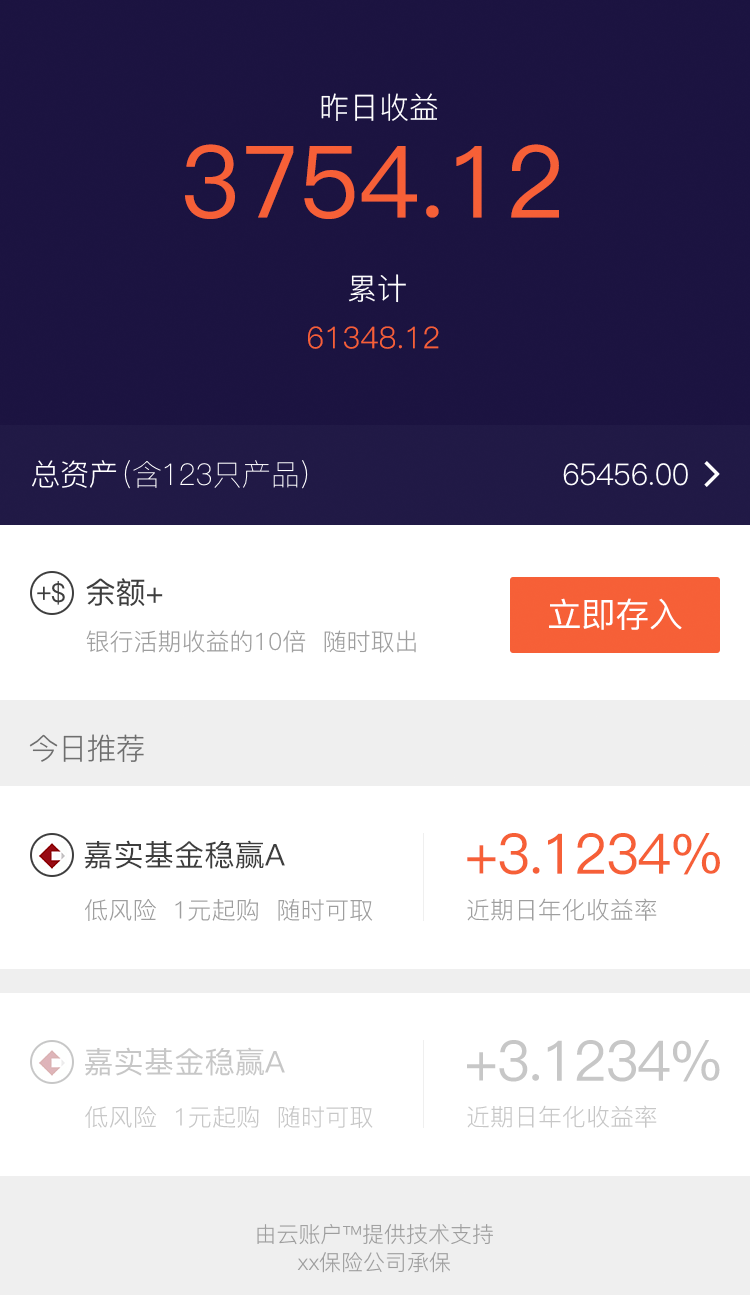 昨日收益
3754.12
累计
61348.12
总资产(含123只产品) 65456.00
+$ 余额+
银行活期收益的10倍 随时取出
立即存入
今日推荐
嘉实基金稳赢A +3.1234%
低风险 1元起购 随时可取 近期日年化收益率
嘉实基金稳赢A +3.1234%
低风险 1元起购 随时可取 近期日年化收益率
由云账户™提供技术支持
xx保险公司承保